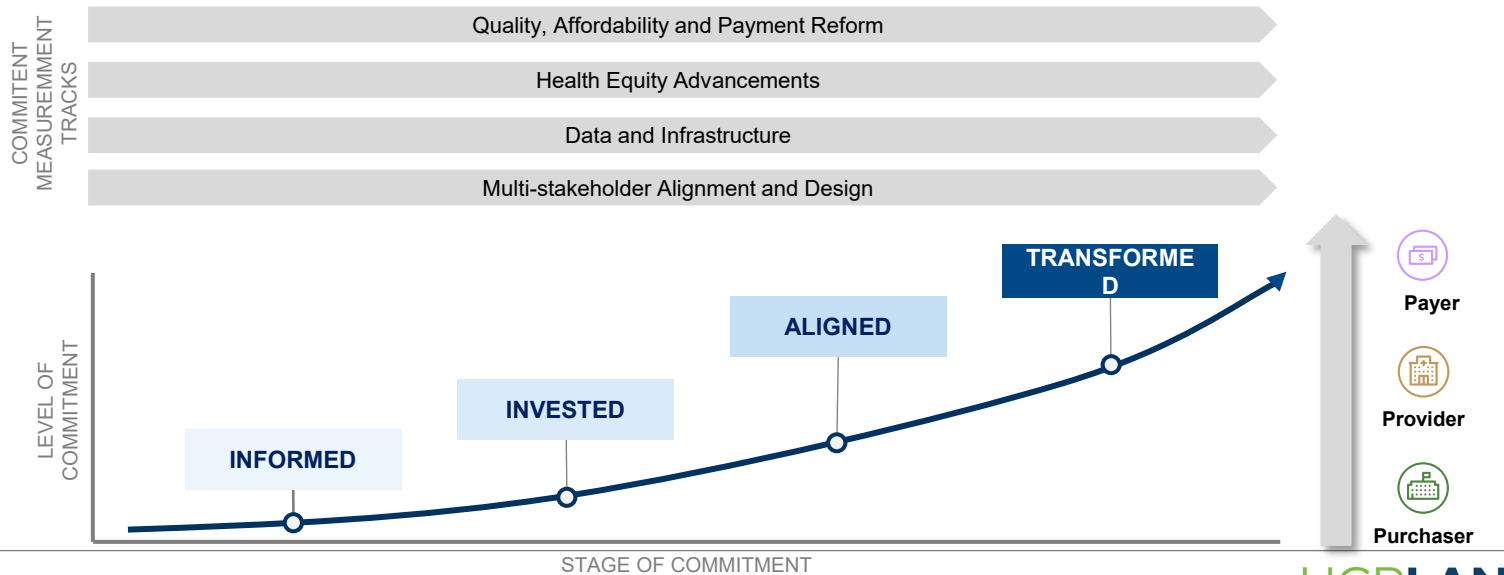 COMMITENT
MEASUREMMENT
TRACKS
Quality, Affordability and Payment Reform
Health Equity Advancements
Data and Infrastructure
Multi-stakeholder Alignment and Design
LEVEL OF
COMMITMENT
INFORMED
INVESTED
ALIGNED
TRANSFORME
D
$
Payer
Provider
Purchaser
STAGE OF COMMITMENT